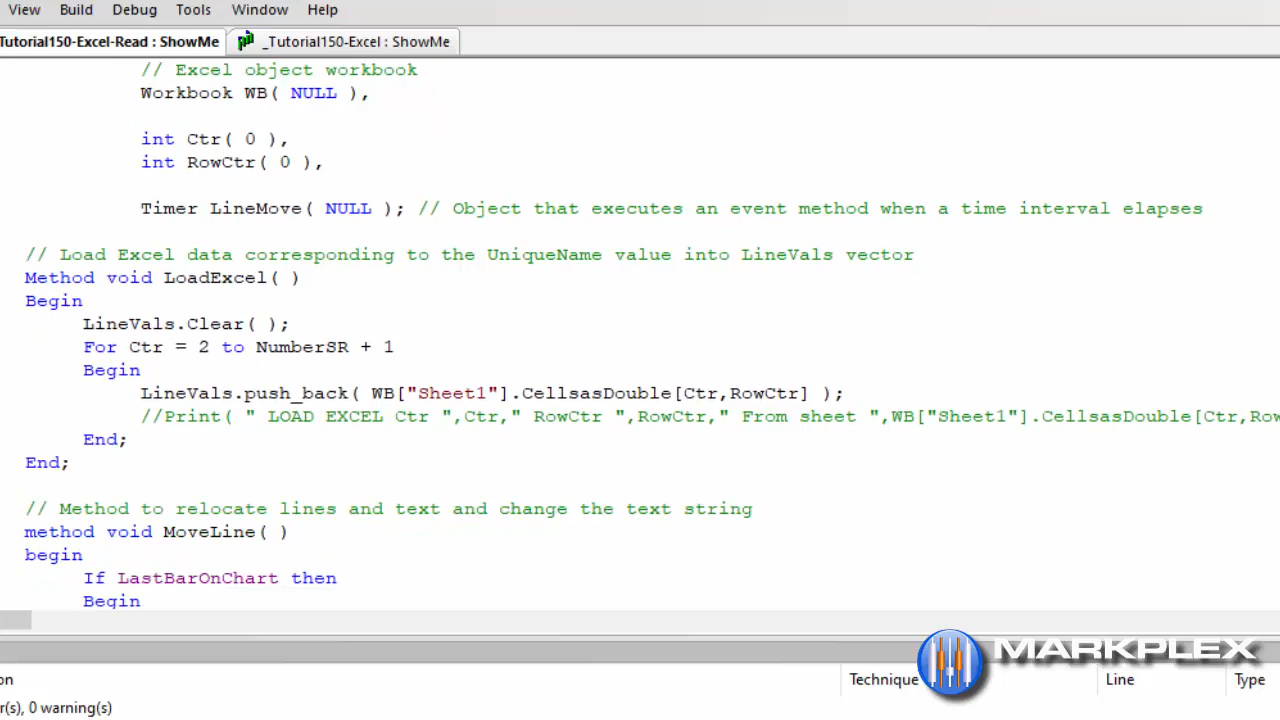 View Build Debug Tools Window Help
Tutorial150-Excel-Read : ShowMe _Tutorial150-Excel : ShowMe
// Excel object workbook
Workbook WB( NULL ),
int Ctr( 0 ),
int RowCtr( 0 ),
Timer LineMove( NULL ); // Object that executes an event method when a time interval elapses
// Load Excel data corresponding to the UniqueName value into LineVals vector
Method void LoadExcel( )
Begin
LineVals.Clear( );
For Ctr = 2 to NumberSR + 1
Begin
LineVals.push_back( WB["Sheet1"].CellsasDouble[Ctr,RowCtr] );
//Print( " LOAD EXCEL Ctr ",Ctr," RowCtr ",RowCtr," From sheet ",WB["Sheet1"].CellsasDouble[Ctr,Row
End;
End;
// Method to relocate lines and text and change the text string
method void MoveLine( )
begin
If LastBarOnChart then
Begin
MARKPLEX
on Technique Line Type
r(s), 0 warning(s)